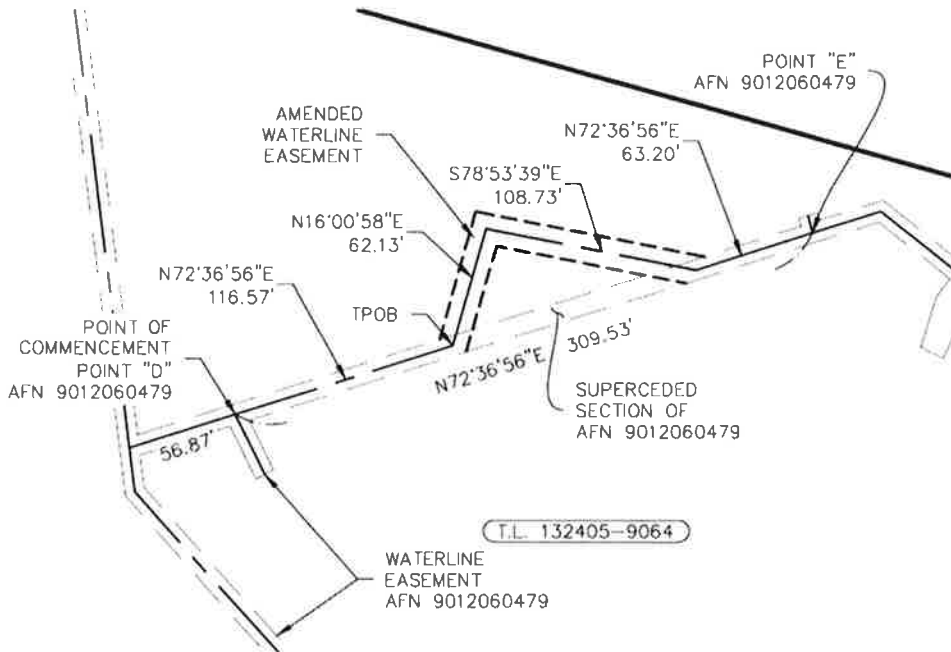 POINT "E"
AFN 9012060479
AMENDED
WATERLINE
EASEMENT
N72°36'56"E
63.20'
S78°53'39"E
108.73'
N16°00'58"E
62.13'
N72°36'56"E
116.57'
TPOB
POINT OF
COMMENCEMENT
POINT "D"
AFN 9012060479
N72°36'56"E 309.53'
SUPERCEDED
SECTION OF
AFN 9012060479
56.87'
T.L. 132405-9064
WATERLINE
EASEMENT
AFN 9012060479